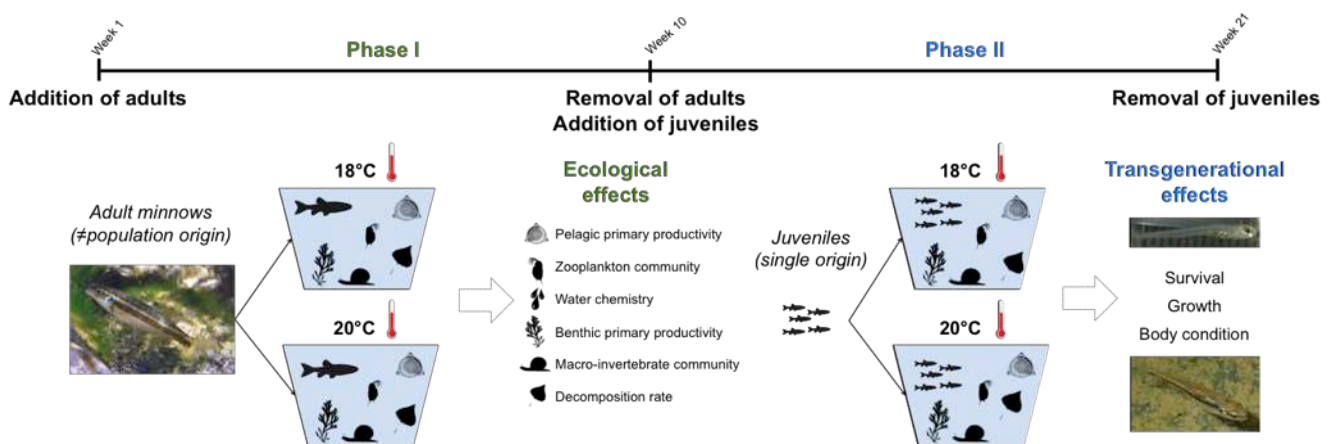 Week 1
Week 10
Week 21
Phase I
Phase II
Addition of adults
Removal of adults
Addition of juveniles
Removal of juveniles
18°C
Ecological
effects
18°C
Transgenerational
effects
Adult minnows
(≠population origin)
Pelagic primary productivity
Zooplankton community
Water chemistry
Benthic primary productivity
Macro-invertebrate community
Decomposition rate
Juveniles
(single origin)
Survival
Growth
Body condition
20°C
20°C